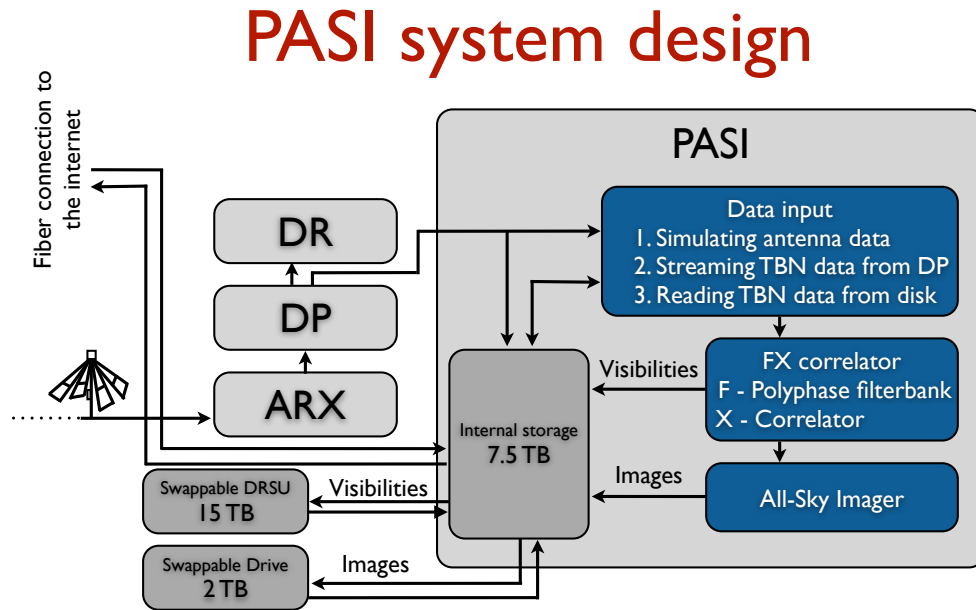 PASI system design
Fiber connection to
the internet
PASI
DR
DP
ARX
Data input
1. Simulating antenna data
2. Streaming TBN data from DP
3. Reading TBN data from disk
FX correlator
F - Polyphase filterbank
X - Correlator
Visibilities
Internal storage
7.5 TB
Images
All-Sky Imager
Swappable DRSU
15 TB
Visibilities
Swappable Drive
2 TB
Images